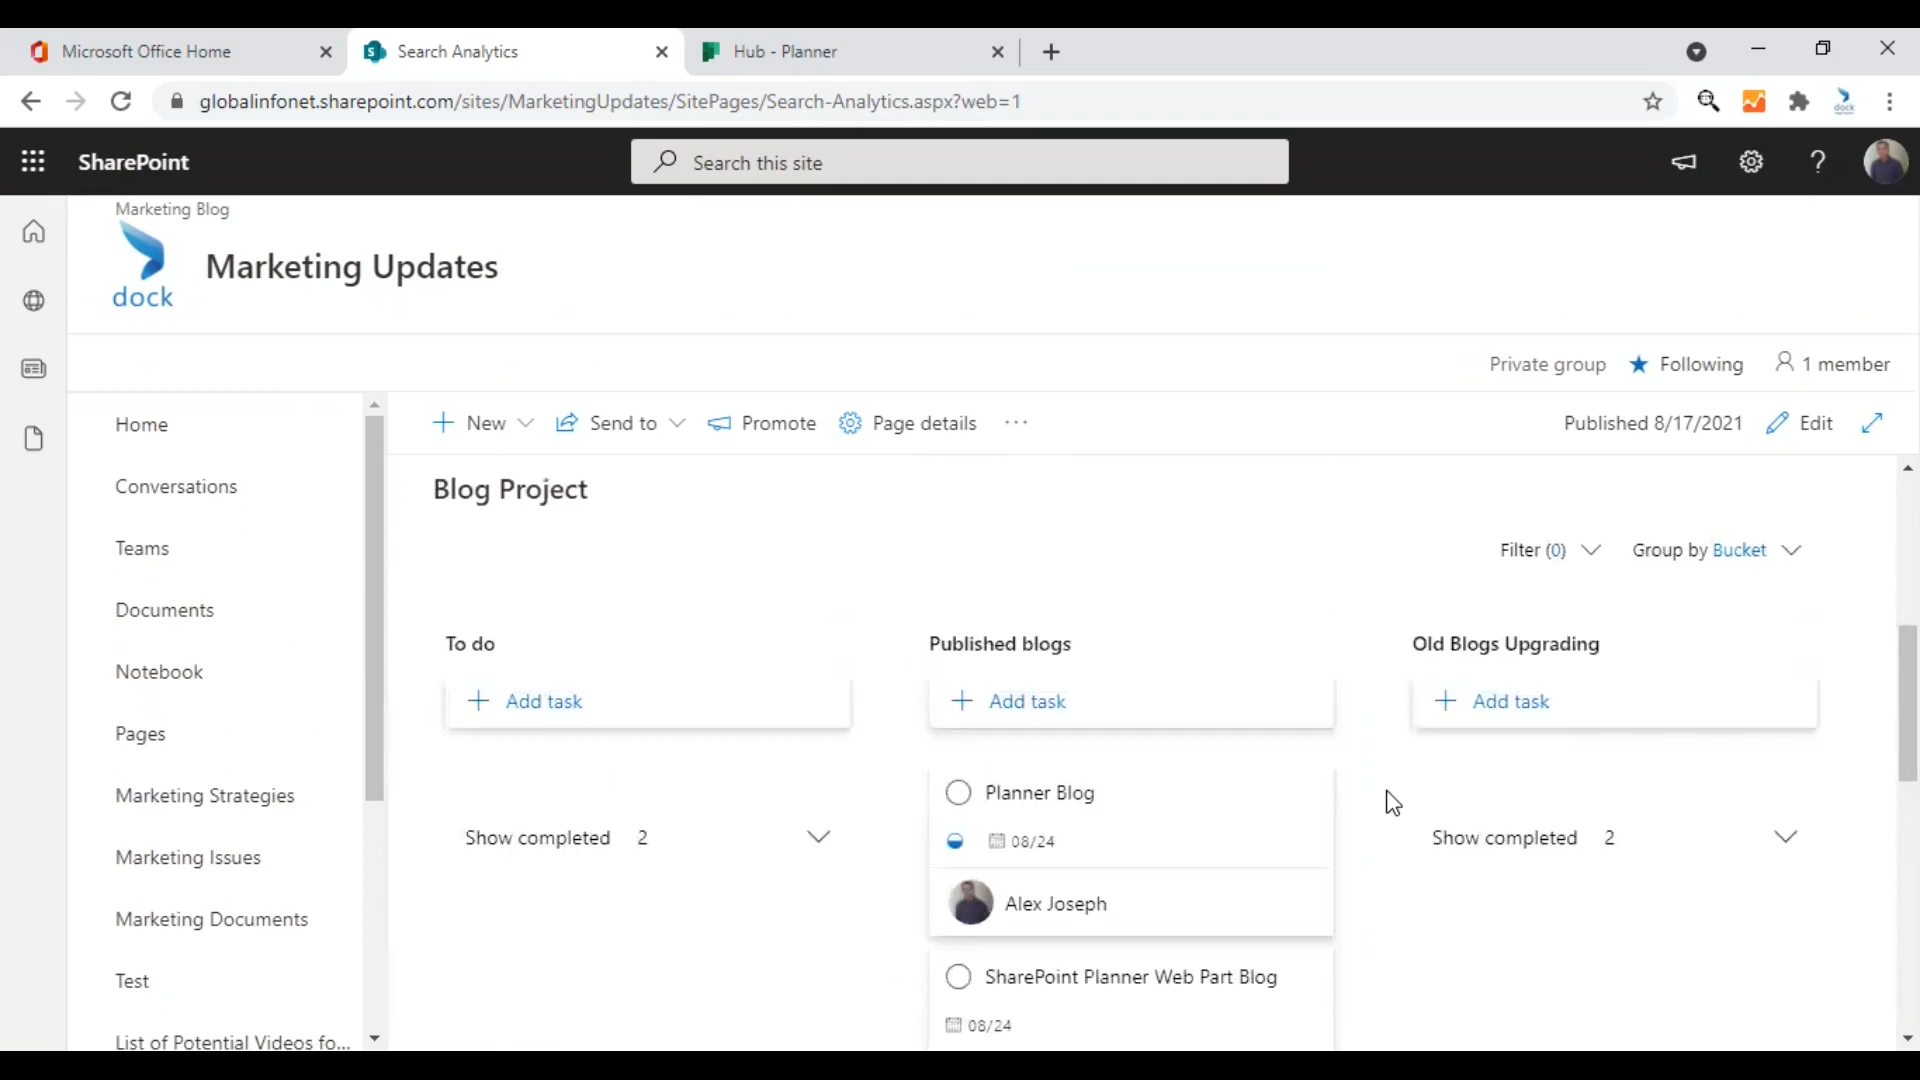 Microsoft Office Home
Search Analytics
Hub - Planner
globalinfonet.sharepoint.com/sites/MarketingUpdates/SitePages/Search-Analytics.aspx?web=1
dock
SharePoint
Search this site
?
Marketing Blog
dock
Marketing Updates
Private group
Following
1 member
Home
Conversations
Teams
Documents
Notebook
Pages
Marketing Strategies
Marketing Issues
Marketing Documents
Test
List of Potential Videos fo...
New
Send to
Promote
Page details
...
Published 8/17/2021
Edit
Blog Project
Filter (0)
Group by Bucket
To do
Add task
Show completed 2
Published blogs
Add task
Planner Blog
08/24
Alex Joseph
SharePoint Planner Web Part Blog
08/24
Old Blogs Upgrading
Add task
Show completed 2